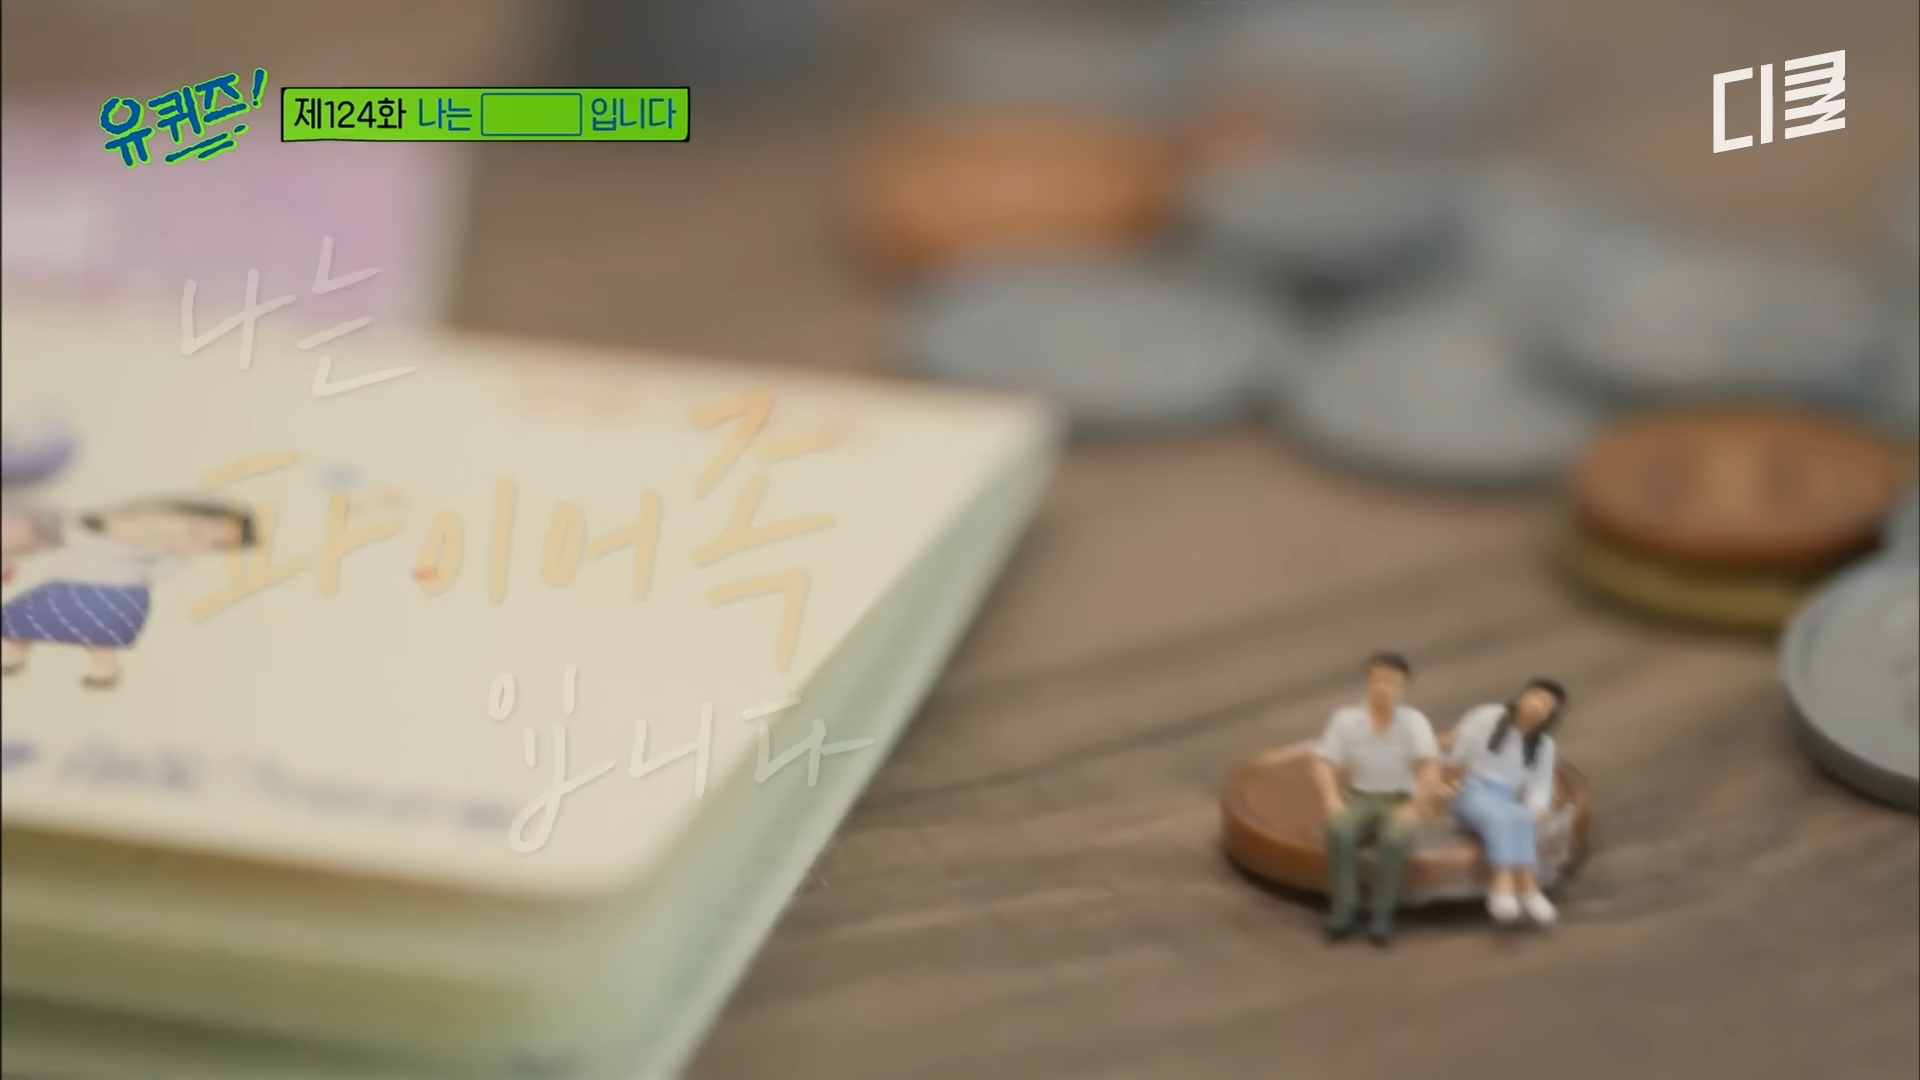 유퀴즈!
제124화 나는 입니다
디글
나는
파이어족
입니다